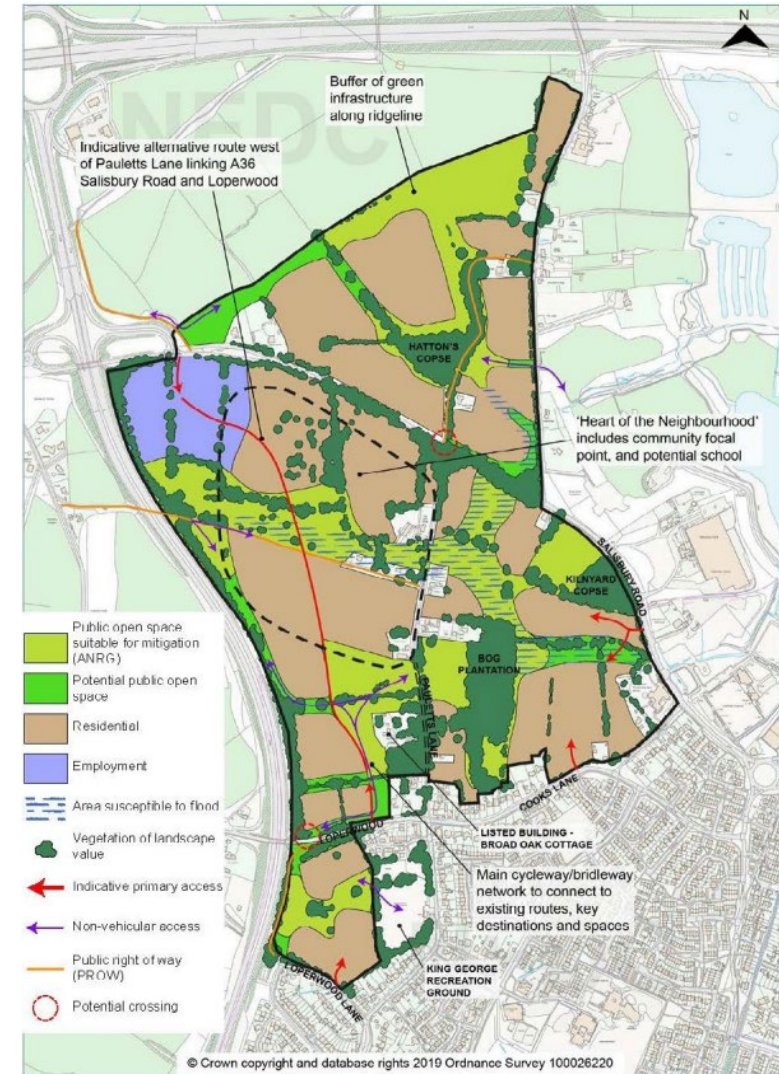 N
NFDC
Buffer of green
infrastructure
along ridgeline
Indicative alternative route west
of Pauletts Lane linking A36
Salisbury Road and Loperwood
HATTON'S
COPSE
'Heart of the Neighbourhood'
includes community focal
point, and potential school
SALISBURY ROAD
KILNYARD
COPSE
BOG
PLANTATION
PAULETTS LANE
COOKS LANE
LISTED BUILDING -
BROAD OAK COTTAGE
LOPERWOOD
Main cycleway/bridleway
network to connect to
existing routes, key
destinations and spaces
KING GEORGE
RECREATION
GROUND
LOPERWOOD LANE
Public open space
suitable for mitigation
(ANRG)
Potential public open
space
Residential
Employment
Area susceptible to flood
Vegetation of landscape
value
Indicative primary access
Non-vehicular access
Public right of way
(PROW)
Potential crossing
© Crown copyright and database rights 2019 Ordnance Survey 100026220